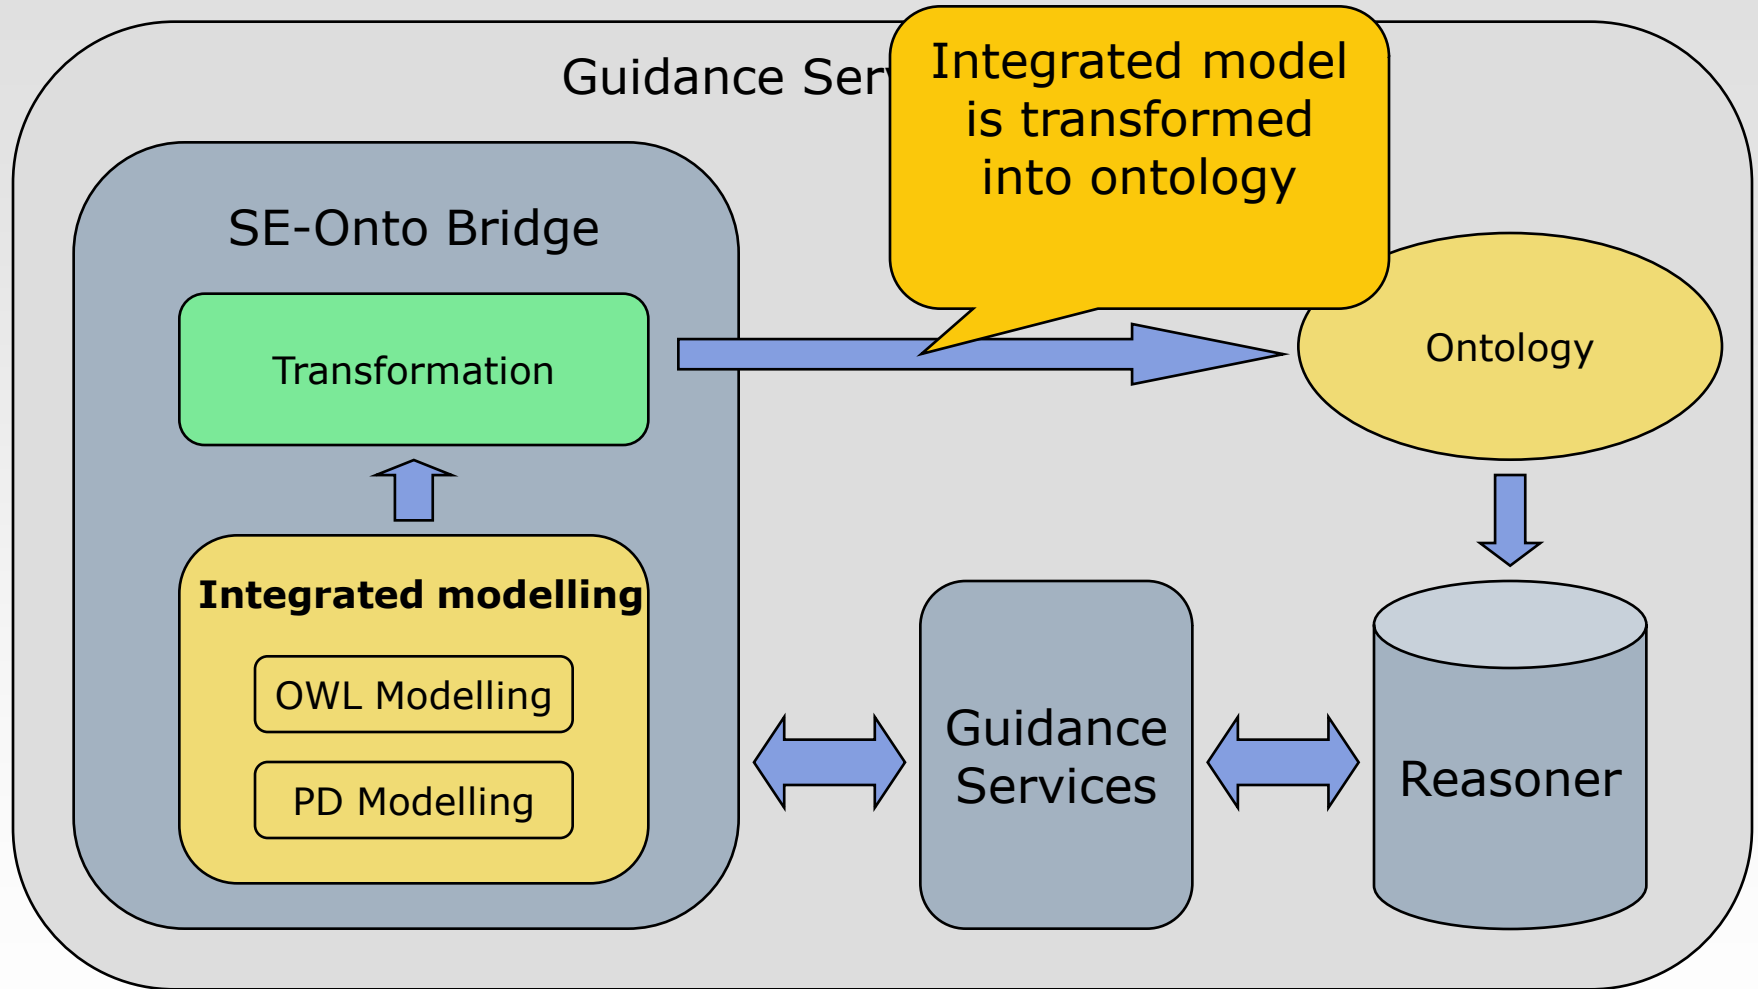 Guidance Ser
Integrated model
is transformed
into ontology
SE-Onto Bridge
Transformation
Ontology
Integrated modelling
OWL Modelling
PD Modelling
Guidance
Services
Reasoner